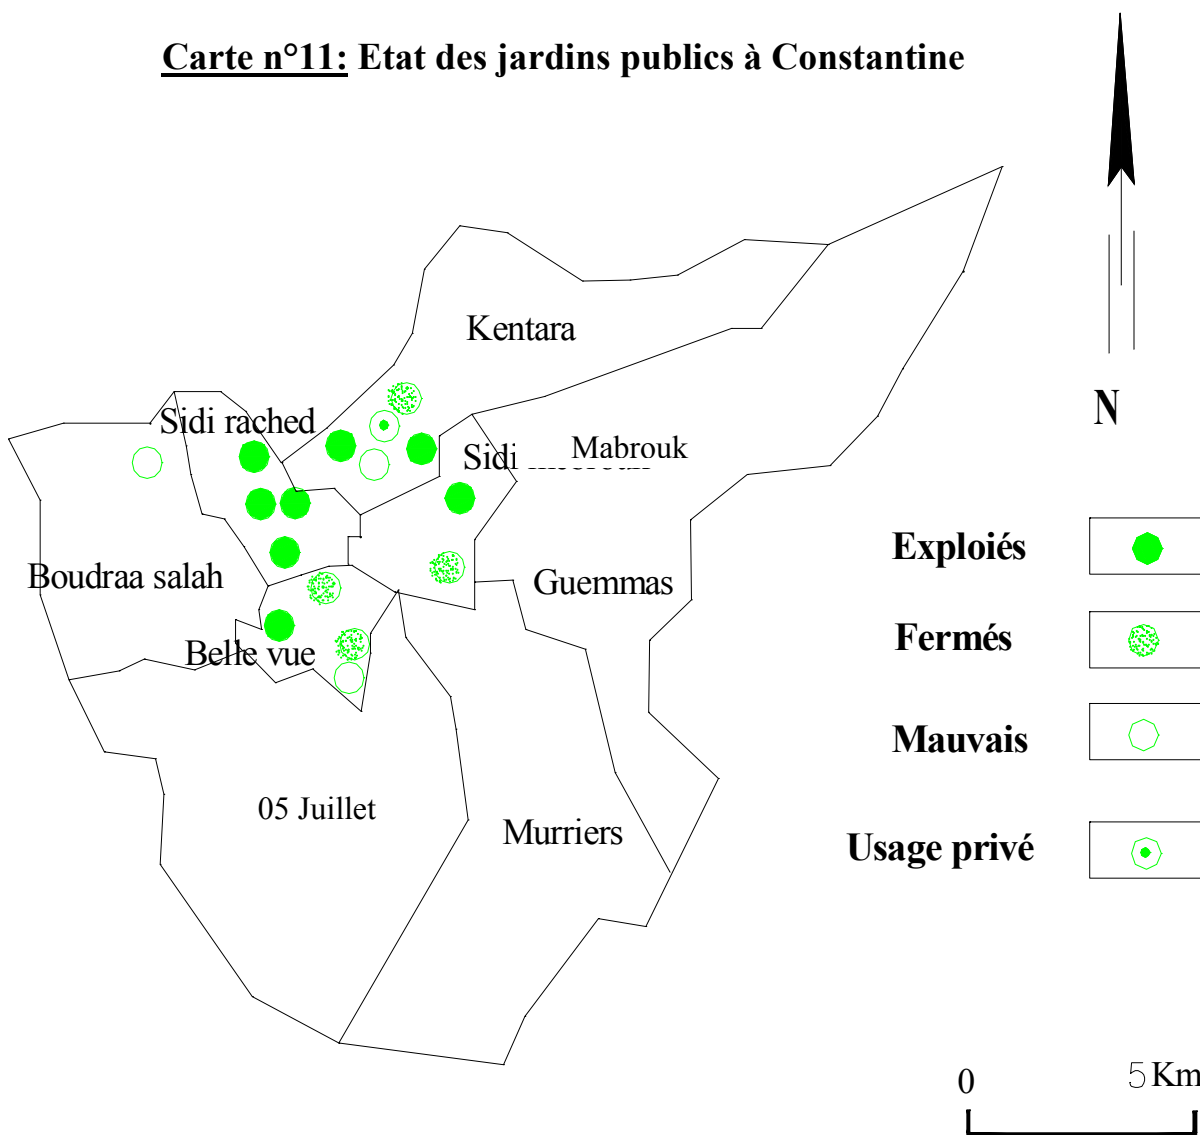 Carte n°11: Etat des jardins publics à Constantine
Kentara
Sidi rached
Sidi Mabrouk
Boudraa salah
Guemmas
Belle vue
05 Juillet
Murriers
N
Exploiés
Fermés
Mauvais
Usage privé
0 5 Km